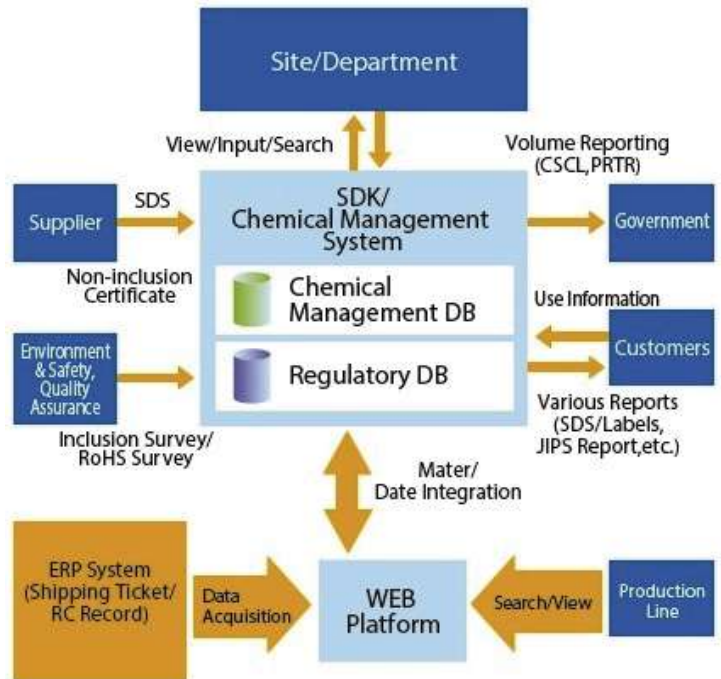 Site/Department
View/Input/Search
Volume Reporting
(CSCL,PRTR)
Supplier
SDS
Non-inclusion
Certificate
SDK/
Chemical Management
System
Chemical
Management DB
Regulatory DB
Government
Use Information
Customers
Various Reports
(SDS/Labels,
JIPS Report,etc.)
Environment
& Safety,
Quality
Assurance
Inclusion Survey/
RoHS Survey
Mater/
Date Integration
ERP System
(Shipping Ticket/
RC Record)
Data
Acquisition
WEB
Platform
Search/View
Production
Line